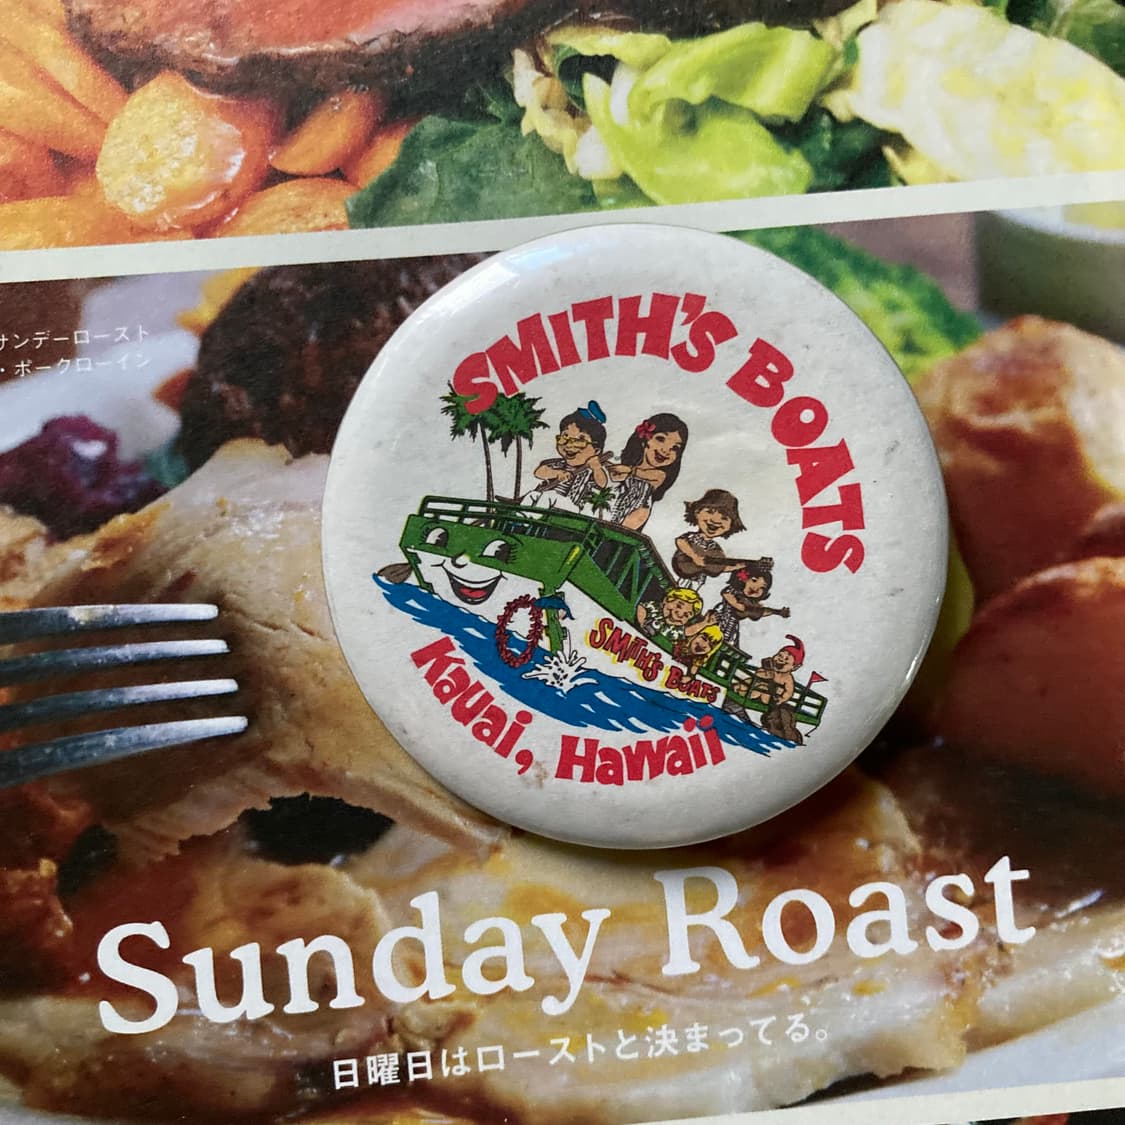 サンデーロースト
・ポークローイン
SMITH'S BOATS
SMITH'S BOATS
Kauai, Hawaii
Sunday Roast
日曜日はローストと決まってる。